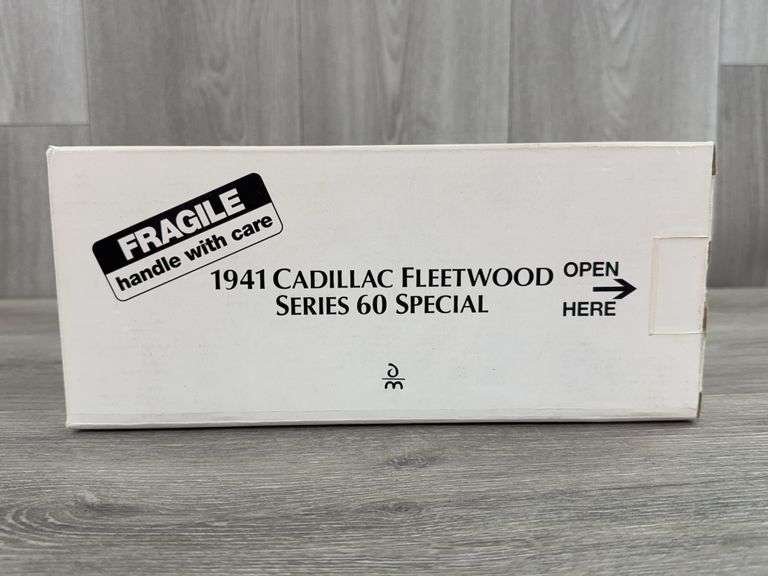 FRAGILE
handle with care
1941 CADILLAC FLEETWOOD
SERIES 60 SPECIAL
OPEN
HERE